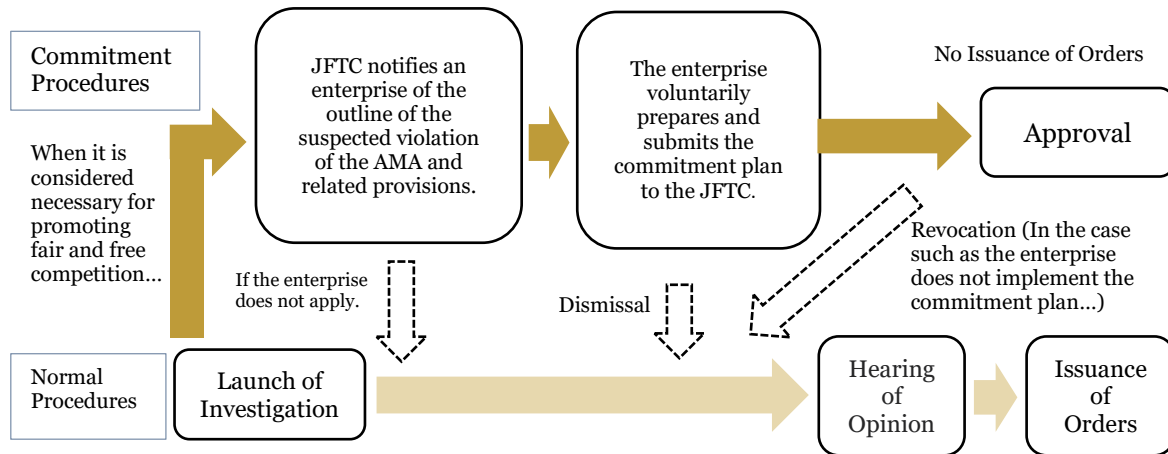 Commitment
Procedures
When it is
considered
necessary for
promoting
fair and free
competition...
JFTC notifies an
enterprise of the
outline of the
suspected violation
of the AMA and
related provisions.
The enterprise
voluntarily
prepares and
submits the
commitment plan
to the JFTC.
No Issuance of Orders
Approval
If the enterprise
does not apply.
Dismissal
Revocation (In the case
such as the enterprise
does not implement the
commitment plan...)
Normal
Procedures
Launch of
Investigation
Hearing
of
Opinion
Issuance
of
Orders